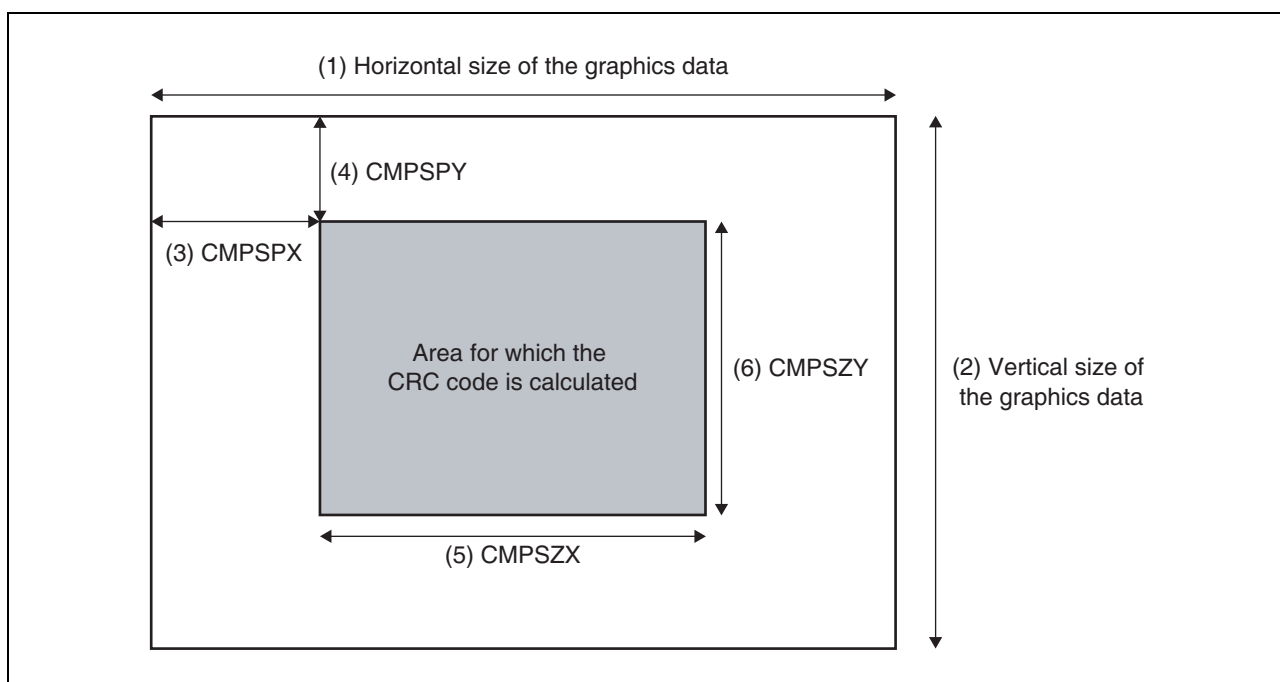 (1) Horizontal size of the graphics data
(4) CMPSPY
(3) CMPSPX
Area for which the
CRC code is calculated
(6) CMPSZY
(2) Vertical size of
the graphics data
(5) CMPSZX